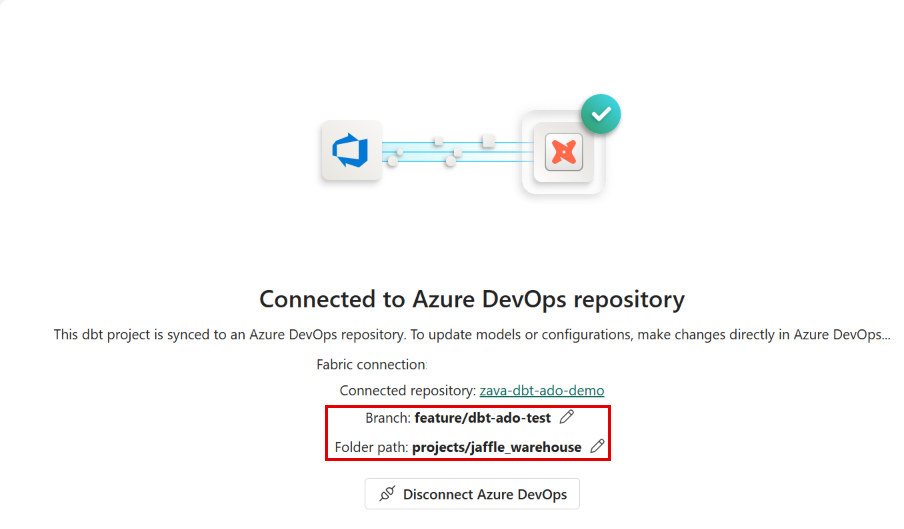 Connected to Azure DevOps repository
This dbt project is synced to an Azure DevOps repository. To update models or configurations, make changes directly in Azure DevOps...
Fabric connection:
Connected repository: zava-dbt-ado-demo
Branch: feature/dbt-ado-test
Folder path: projects/jaffle_warehouse
Disconnect Azure DevOps